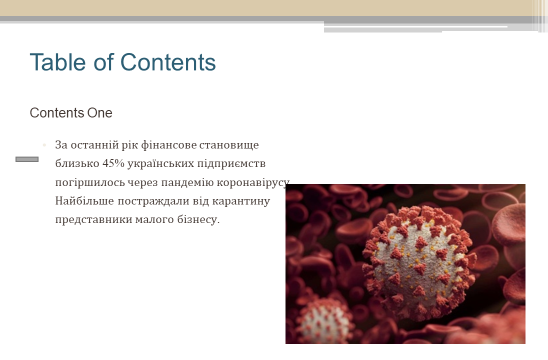 Table of Contents
Contents One
За останній рік фінансове становище
близько 45% українських підприємств
погіршилось через пандемію коронавірусу.
Найбільше постраждали від карантину
представники малого бізнесу.